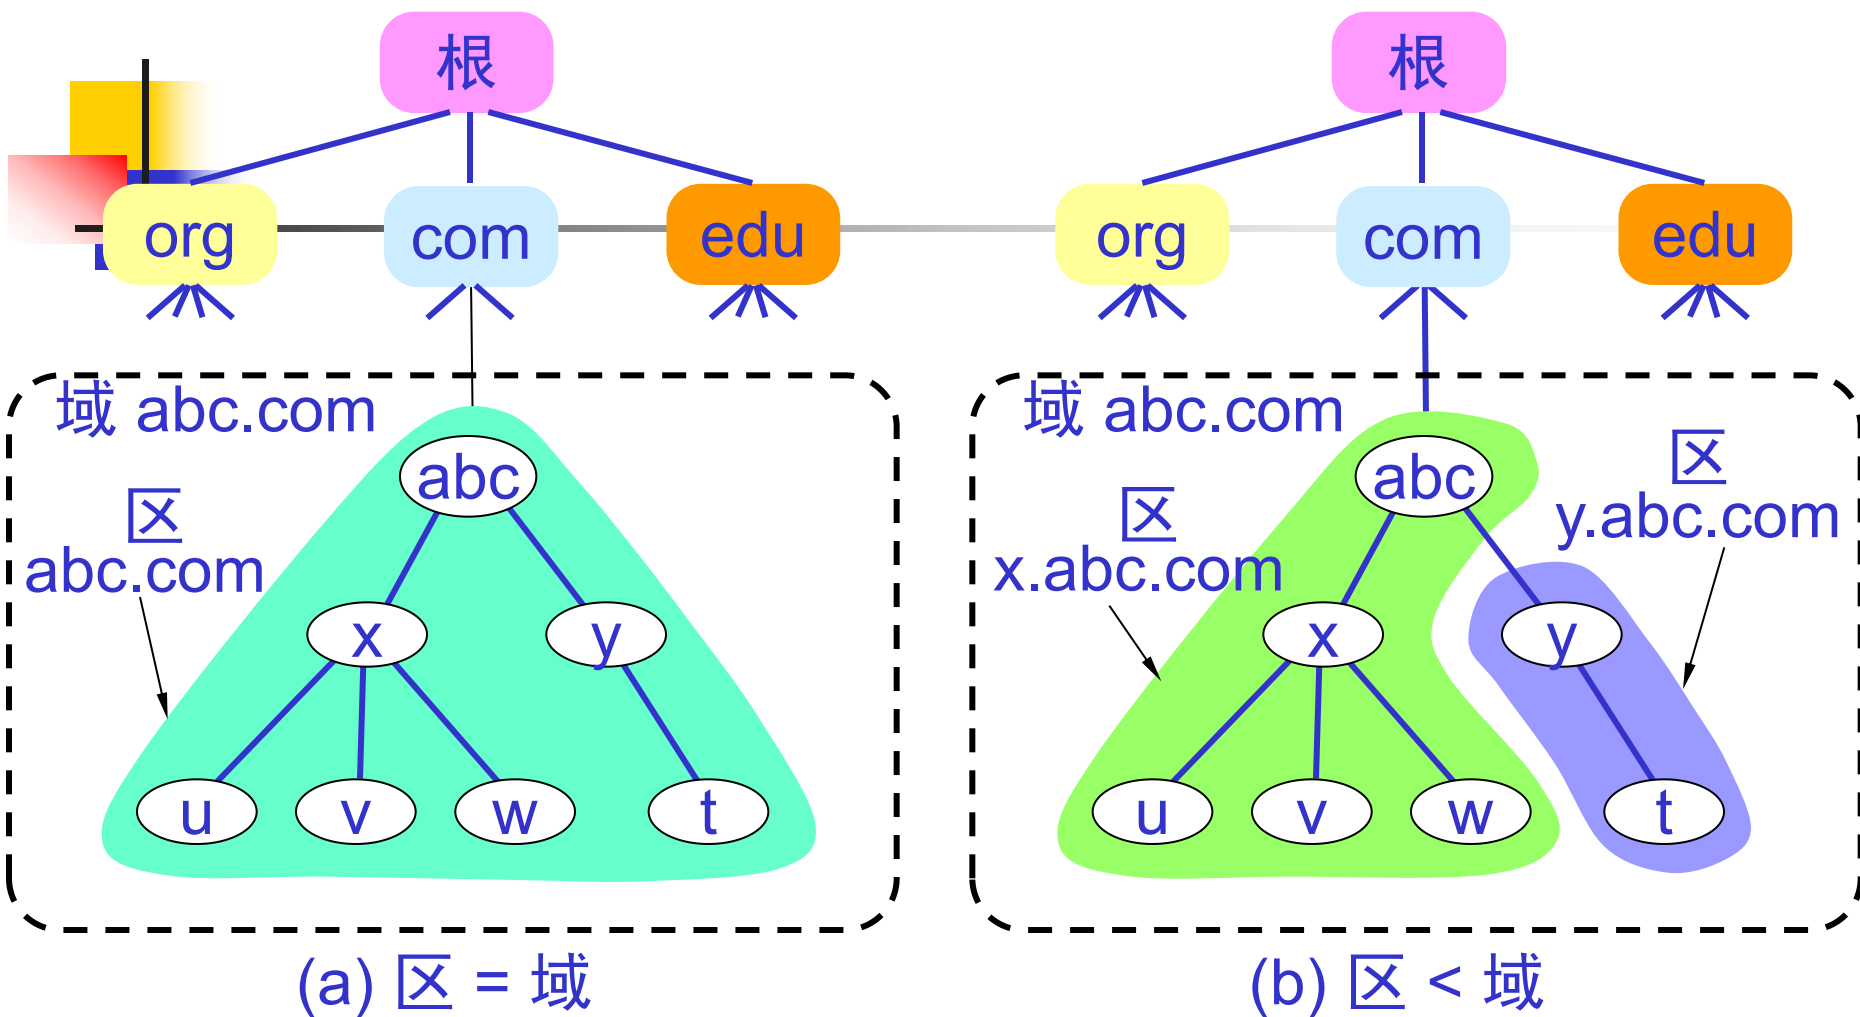 根
org
com
edu
域 abc.com
区
abc.com
abc
x
y
u
v
w
t
(a) 区 = 域
根
org
com
edu
域 abc.com
区
x.abc.com
区
y.abc.com
abc
x
y
u
v
w
t
(b) 区 < 域